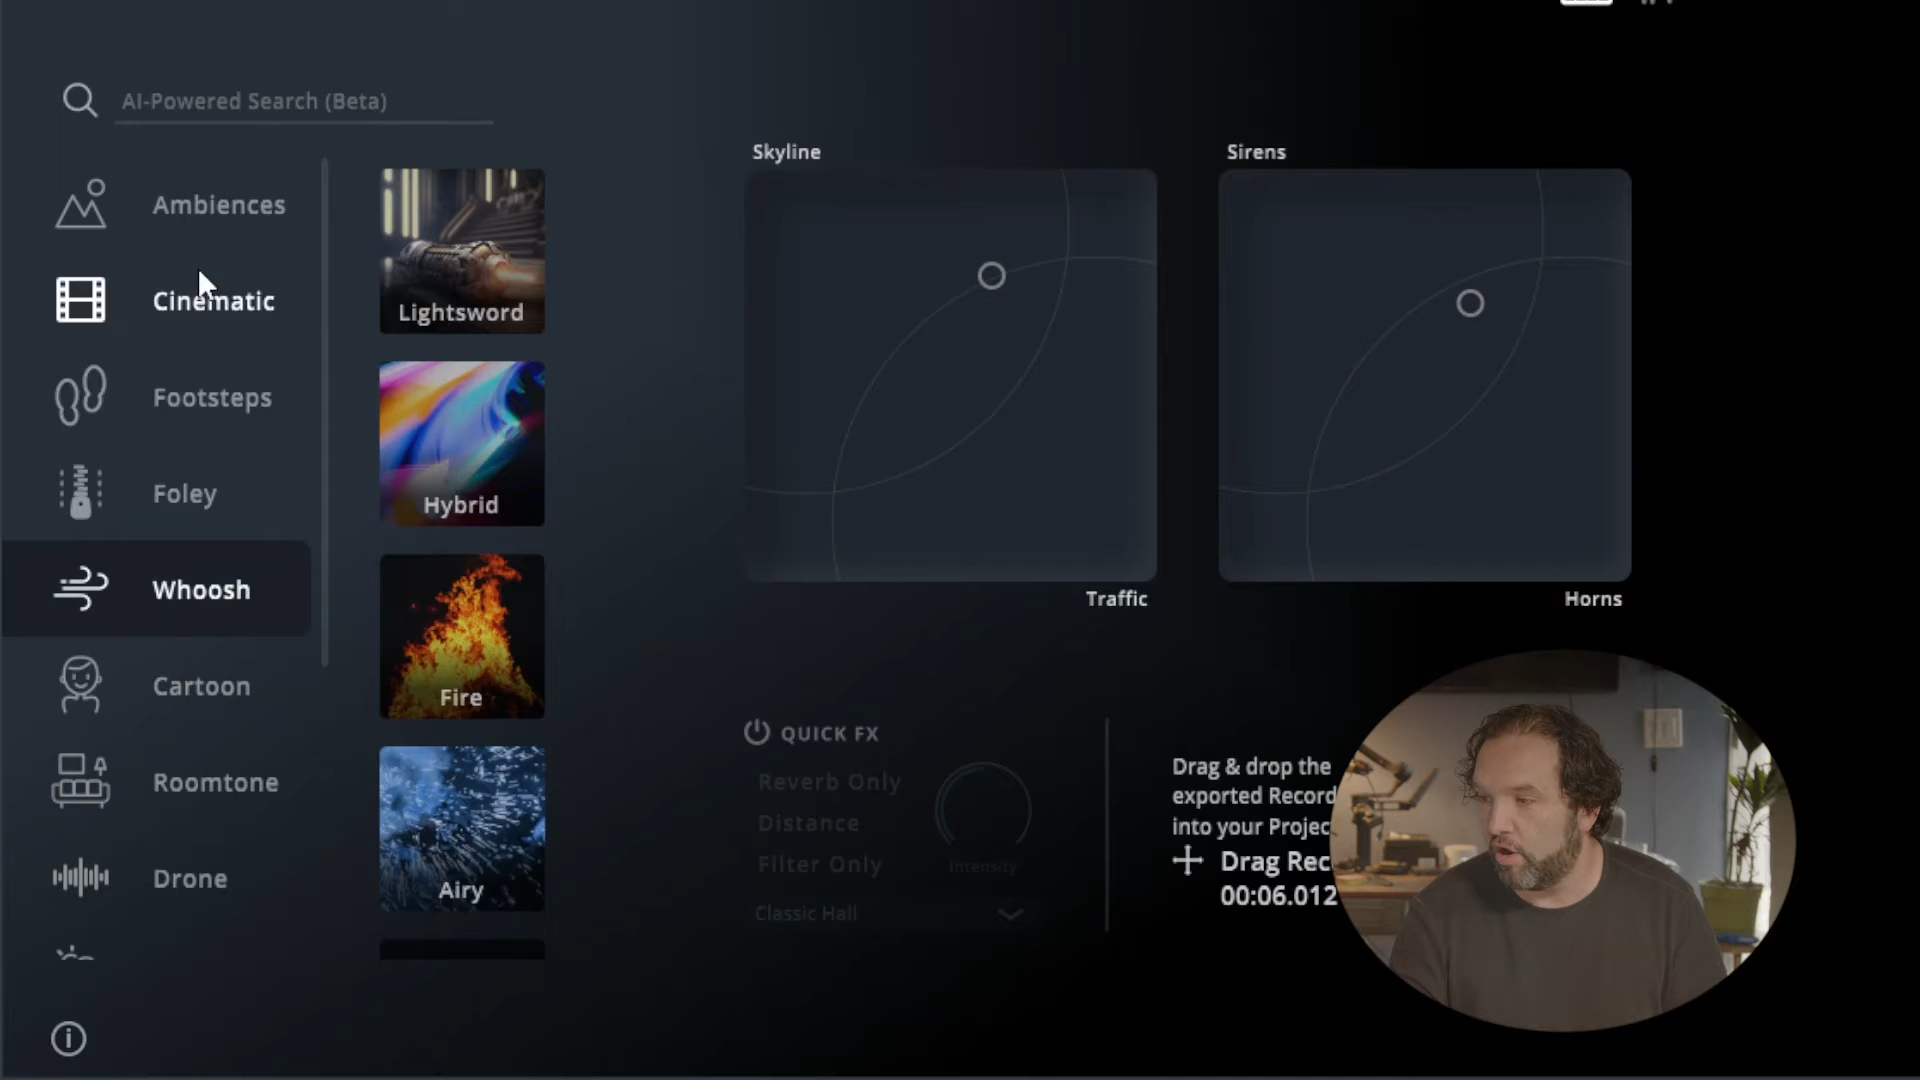 AI-Powered Search (Beta)
Ambiences
Cinematic
Footsteps
Foley
Whoosh
Cartoon
Roomtone
Drone
Lightsword
Hybrid
Fire
Airy
Skyline
Traffic
Sirens
Horns
QUICK FX
Reverb Only
Distance
Filter Only
Intensity
Classic Hall
Drag & drop the
exported Record
into your Projec
Drag Rec
00:06.012